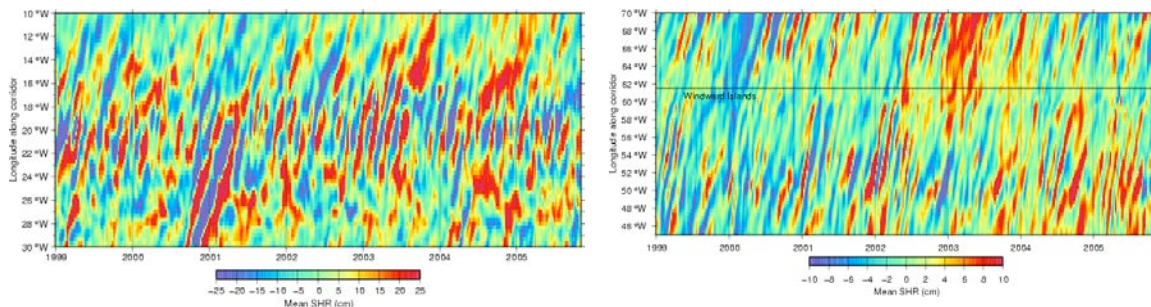 10 °W
12 °W
14 °W
16 °W
18 °W
20 °W
22 °W
24 °W
26 °W
28 °W
30 °W
Longitude along corridor
1999 2000 2001 2002 2003 2004 2005
-25 -20 -15 -10 -5 0 5 10 15 20 25
Mean SHR (cm)
70 °W
68 °W
66 °W
64 °W
62 °W
60 °W
58 °W
56 °W
54 °W
52 °W
50 °W
48 °W
46 °W
Longitude along corridor
Windward Islands
1999 2000 2001 2002 2003 2004 2005
-10 -8 -6 -4 -2 0 2 4 6 8 10
Mean SHR (cm)